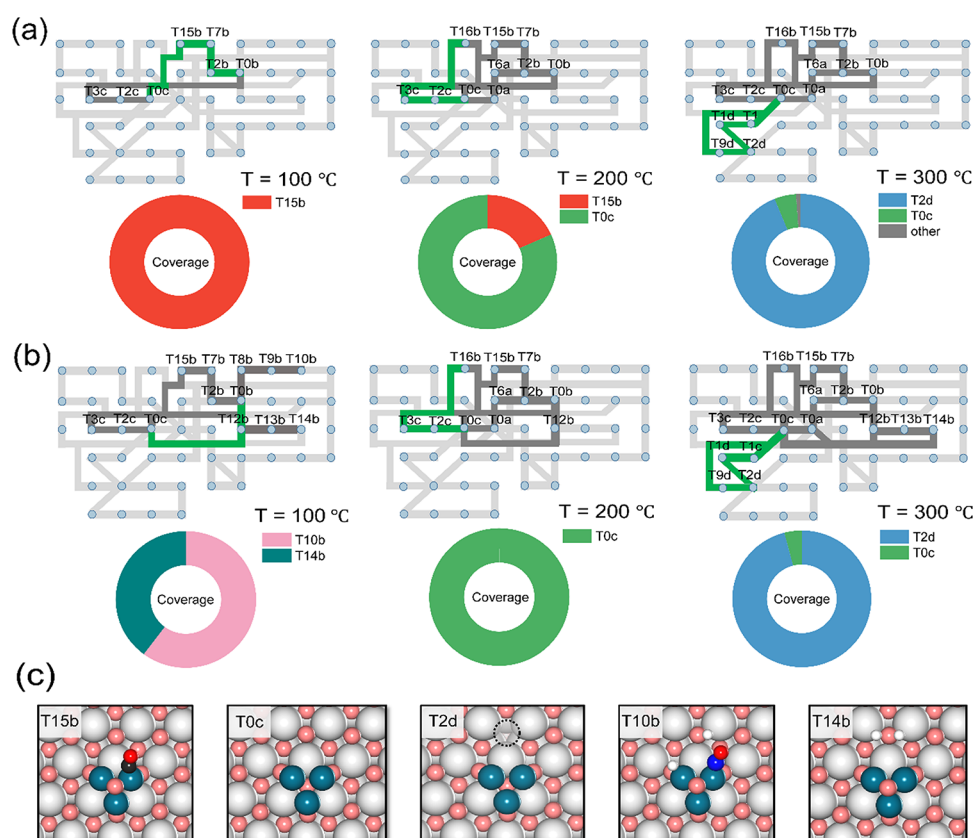 (a)
T15b T7b
T2b T0b
T3c T2c T0c
T = 100 °C
T15b
Coverage
T16b T15b T7b
T6a T2b T0b
T3c T2c T0c T0a
T = 200 °C
T15b
T0c
Coverage
T16b T15b T7b
T6a T2b T0b
T3c T2c T0c T0a
T1d T1
T9d T2d
T = 300 °C
T2d
T0c
other
Coverage
(b)
T15b T7b T8b T9b T10b
T2b T0b
T3c T2c T0c T12b T13b T14b
T = 100 °C
T10b
T14b
Coverage
T16b T15b T7b
T6a T2b T0b
T3c T2c T0c T0a T12b
T = 200 °C
T0c
Coverage
T16b T15b T7b
T6a T2b T0b
T3c T2c T0c T0a T12b T13b T14b
T1d T1c
T9d T2d
T = 300 °C
T2d
T0c
Coverage
(c)
T15b
T0c
T2d
T10b
T14b